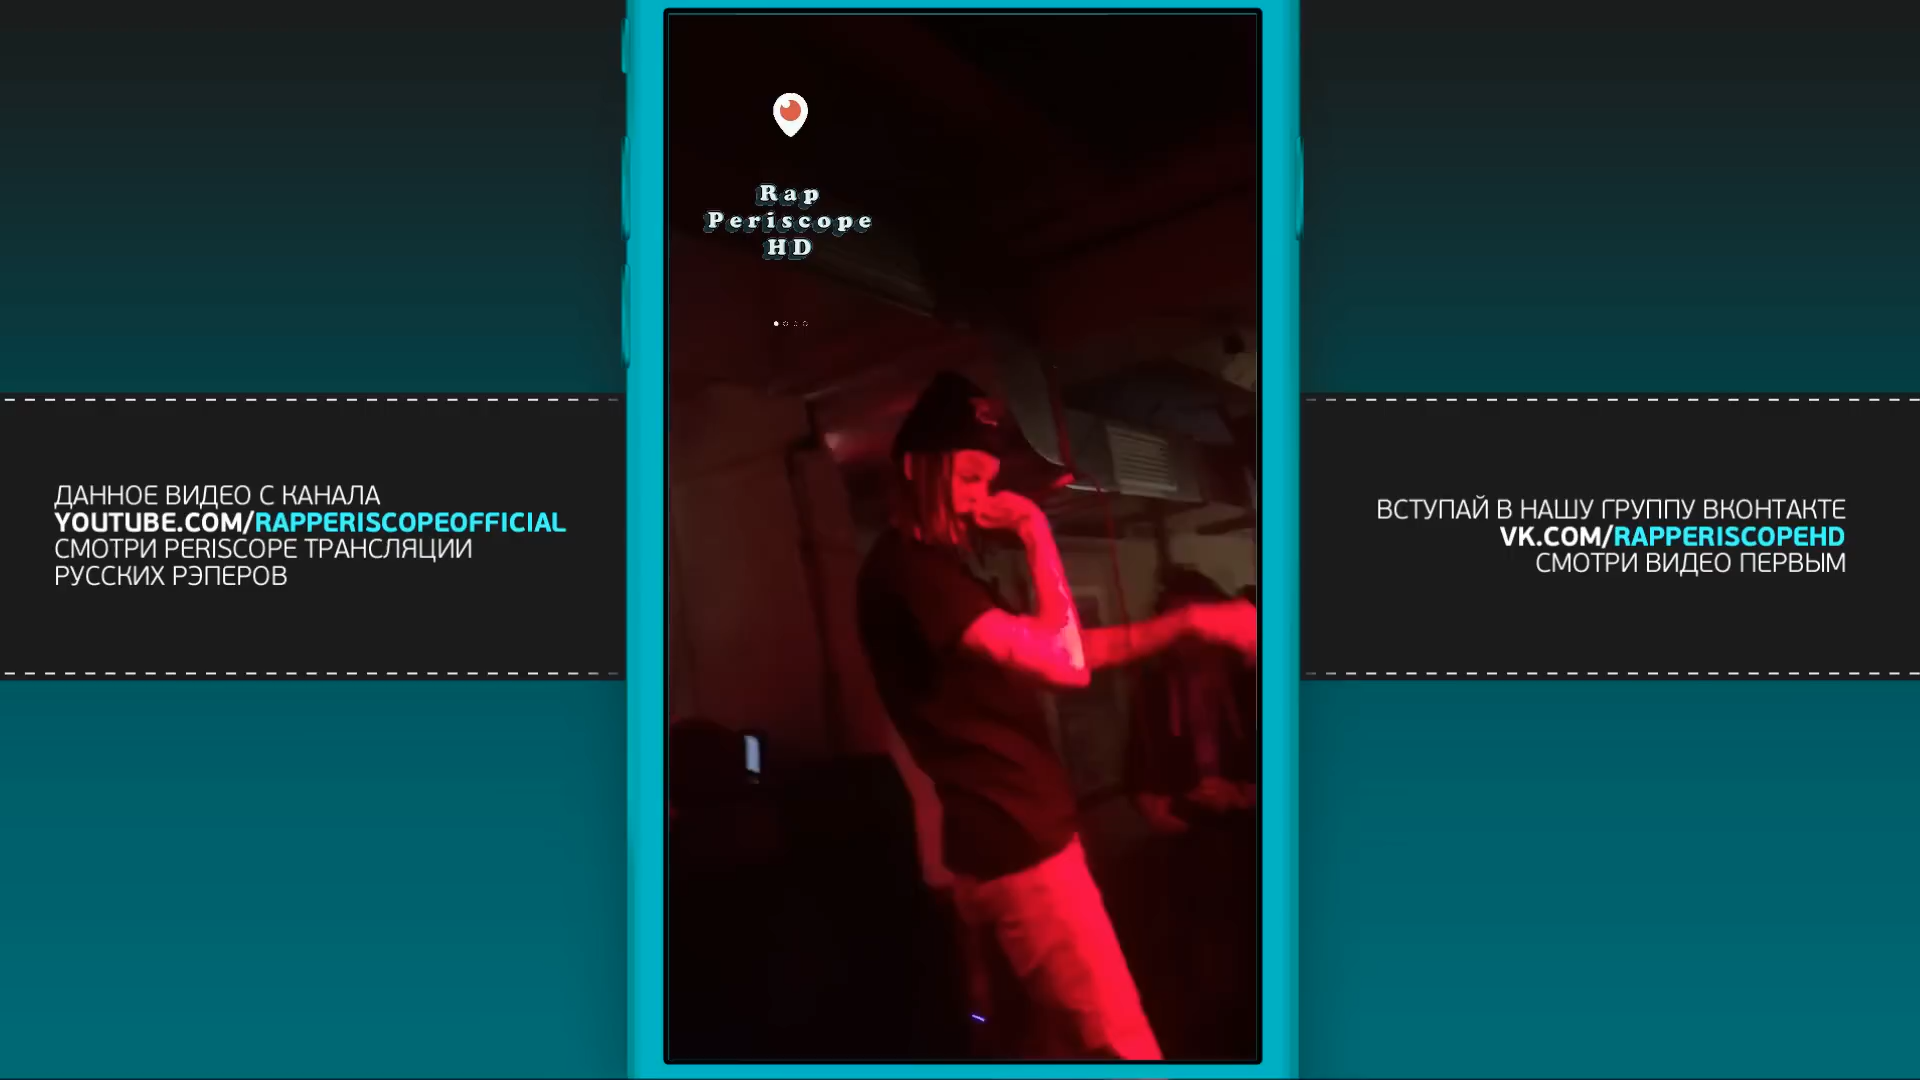 Rap
Periscope
HD
ДАННОЕ ВИДЕО С КАНАЛА
YOUTUBE.COM/RAPPERISCOPEOFFICIAL
СМОТРИ PERISCOPE ТРАНСЛЯЦИИ
РУССКИХ РЭПЕРОВ
ВСТУПАЙ В НАШУ ГРУППУ ВКОНТАКТЕ
VK.COM/RAPPERISCOPEHD
СМОТРИ ВИДЕО ПЕРВЫМ